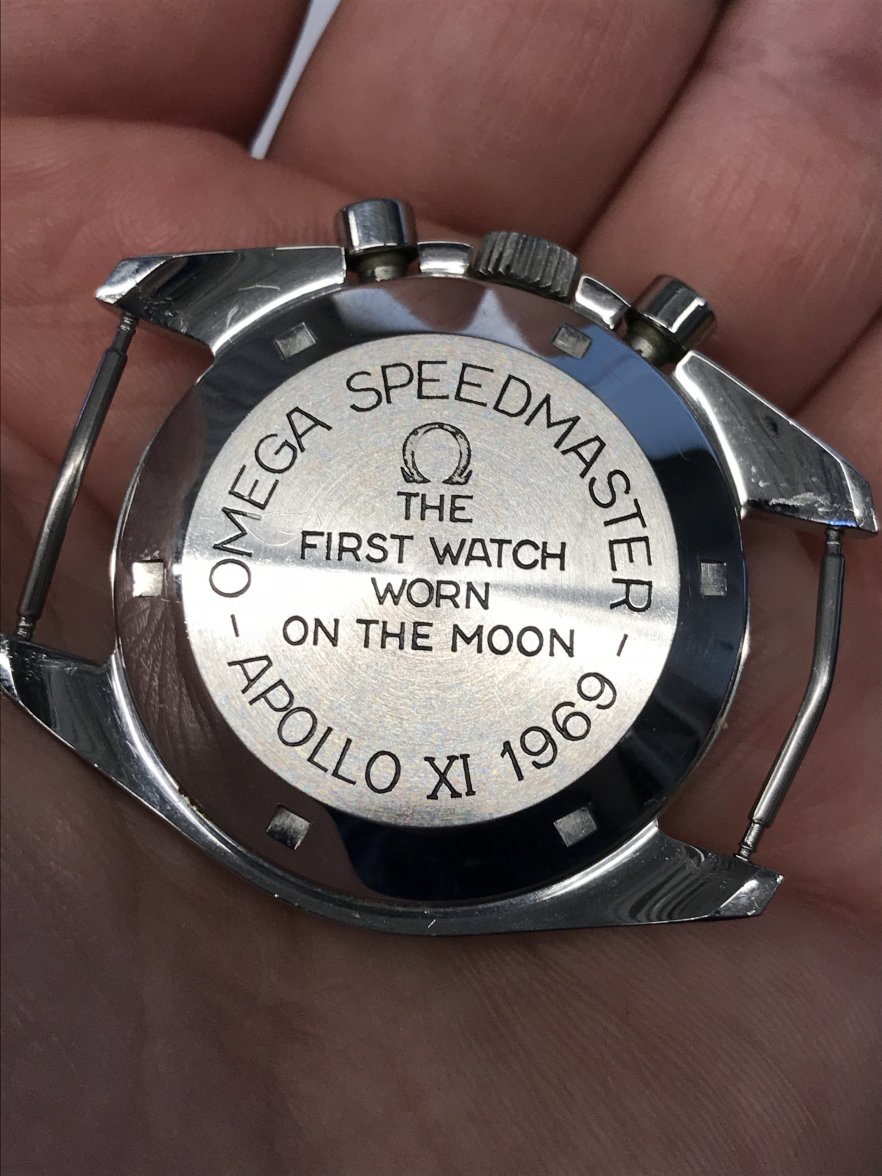 - OMEGA SPEEDMASTER -
THE
FIRST WATCH
WORN
ON THE MOON
APOLLO XI 1969